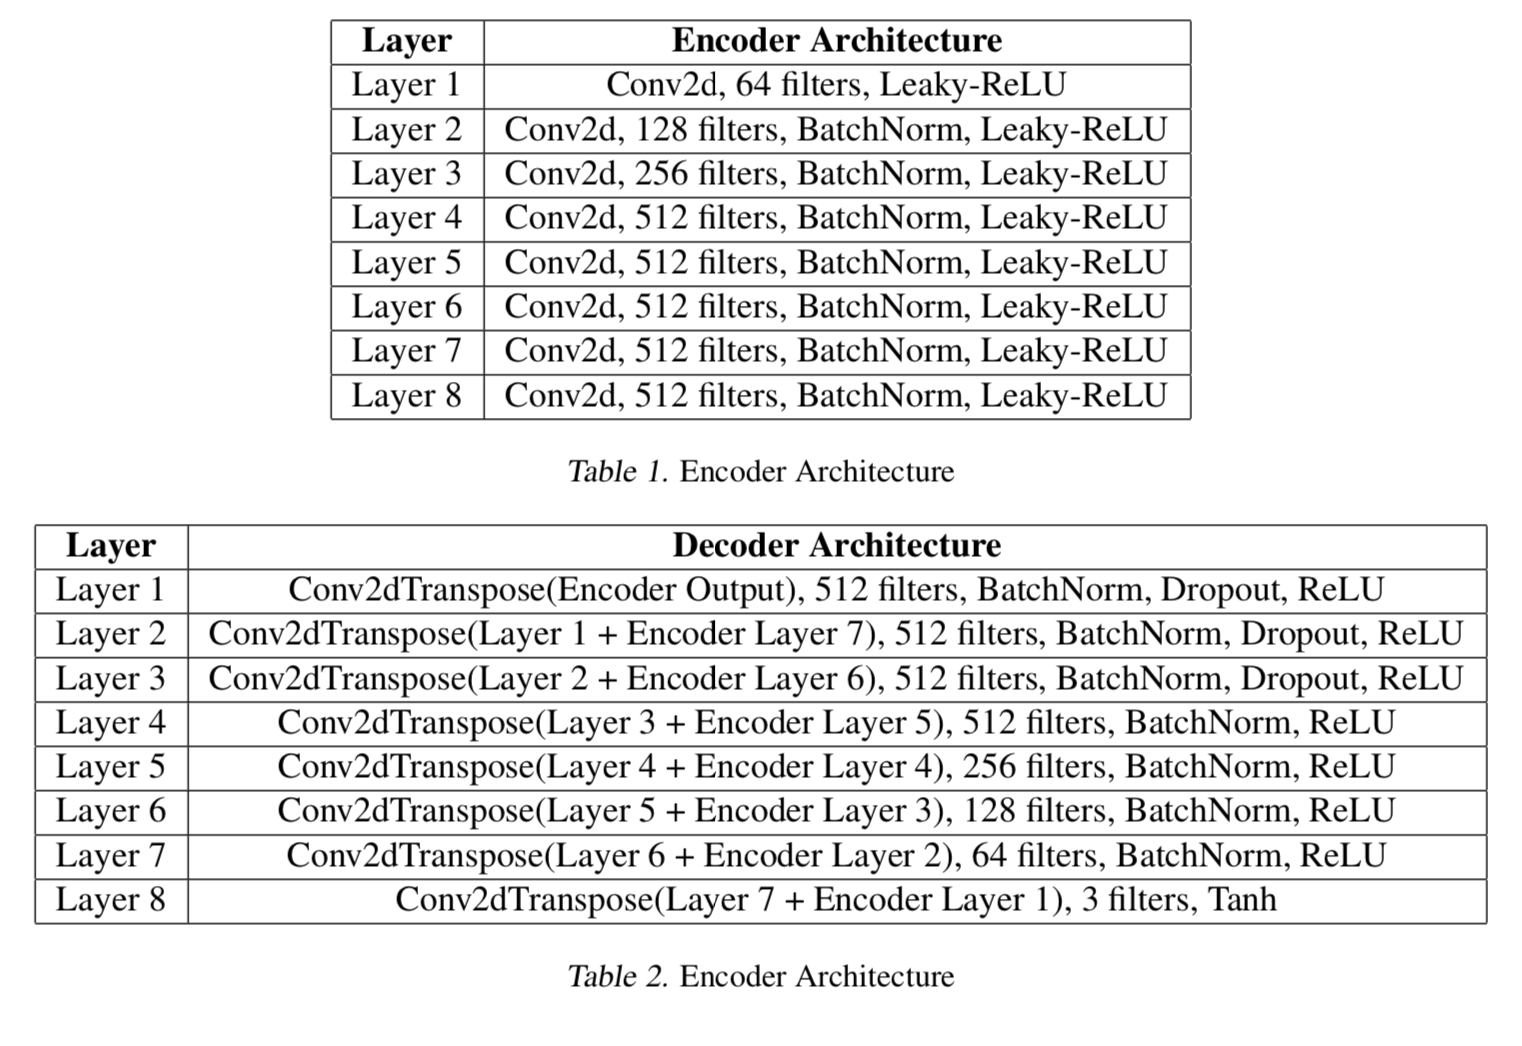 Layer Encoder Architecture
Layer 1 Conv2d, 64 filters, Leaky-ReLU
Layer 2 Conv2d, 128 filters, BatchNorm, Leaky-ReLU
Layer 3 Conv2d, 256 filters, BatchNorm, Leaky-ReLU
Layer 4 Conv2d, 512 filters, BatchNorm, Leaky-ReLU
Layer 5 Conv2d, 512 filters, BatchNorm, Leaky-ReLU
Layer 6 Conv2d, 512 filters, BatchNorm, Leaky-ReLU
Layer 7 Conv2d, 512 filters, BatchNorm, Leaky-ReLU
Layer 8 Conv2d, 512 filters, BatchNorm, Leaky-ReLU
Table 1. Encoder Architecture
Layer Decoder Architecture
Layer 1 Conv2dTranspose(Encoder Output), 512 filters, BatchNorm, Dropout, ReLU
Layer 2 Conv2dTranspose(Layer 1 + Encoder Layer 7), 512 filters, BatchNorm, Dropout, ReLU
Layer 3 Conv2dTranspose(Layer 2 + Encoder Layer 6), 512 filters, BatchNorm, Dropout, ReLU
Layer 4 Conv2dTranspose(Layer 3 + Encoder Layer 5), 512 filters, BatchNorm, ReLU
Layer 5 Conv2dTranspose(Layer 4 + Encoder Layer 4), 256 filters, BatchNorm, ReLU
Layer 6 Conv2dTranspose(Layer 5 + Encoder Layer 3), 128 filters, BatchNorm, ReLU
Layer 7 Conv2dTranspose(Layer 6 + Encoder Layer 2), 64 filters, BatchNorm, ReLU
Layer 8 Conv2dTranspose(Layer 7 + Encoder Layer 1), 3 filters, Tanh
Table 2. Encoder Architecture